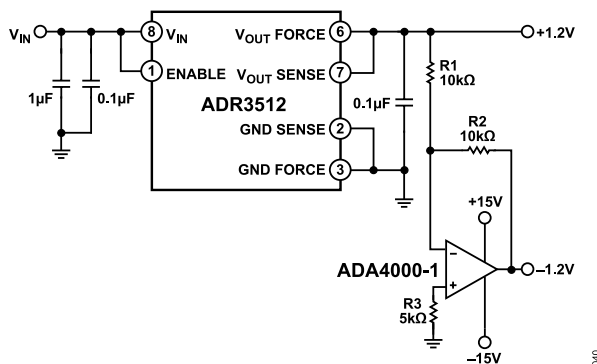 VIN
8
VIN
VOUT FORCE
6
+1.2V
1
ENABLE
VOUT SENSE
7
R1
10kΩ
1µF
0.1µF
ADR3512
0.1µF
R2
10kΩ
GND SENSE
2
GND FORCE
3
+15V
ADA4000-1
−
+
–1.2V
R3
5kΩ
–15V